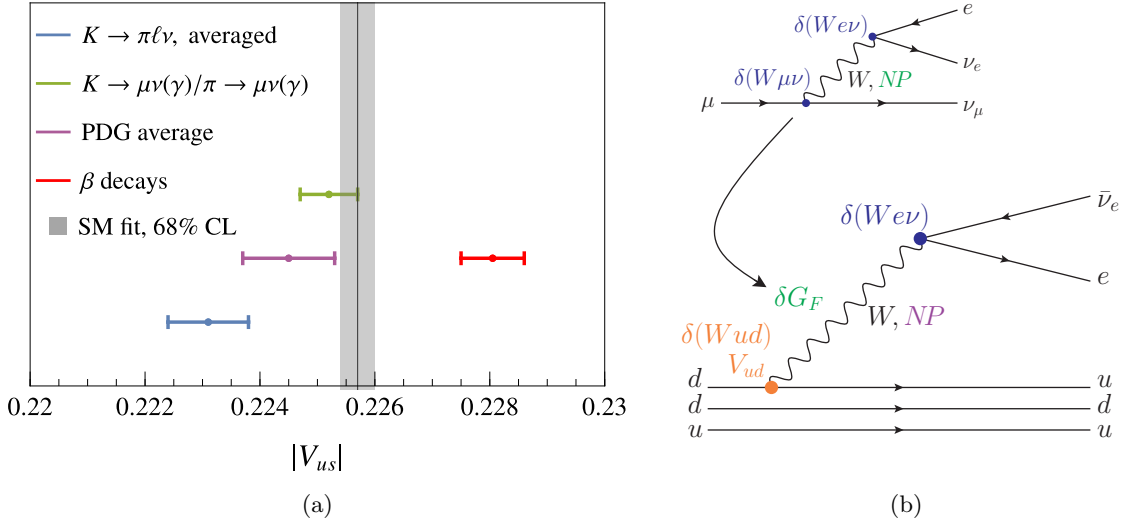 K → πℓν, averaged
K → μν(γ)/π → μν(γ)
PDG average
β decays
SM fit, 68% CL
0.22 0.222 0.224 0.226 0.228 0.23
|V_us|
(a)
e
δ(Weν)
ν_e
δ(Wμν)
W, NP
μ
ν_μ
ν̄_e
δ(Weν)
e
δG_F
W, NP
δ(Wud)
V_ud
d u
d d
u u
(b)